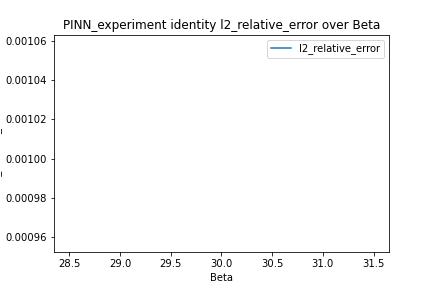 PINN_experiment identity l2_relative_error over Beta
l2_relative_error
0.00106
0.00104
0.00102
0.00100
0.00098
0.00096
28.5 29.0 29.5 30.0 30.5 31.0 31.5
Beta